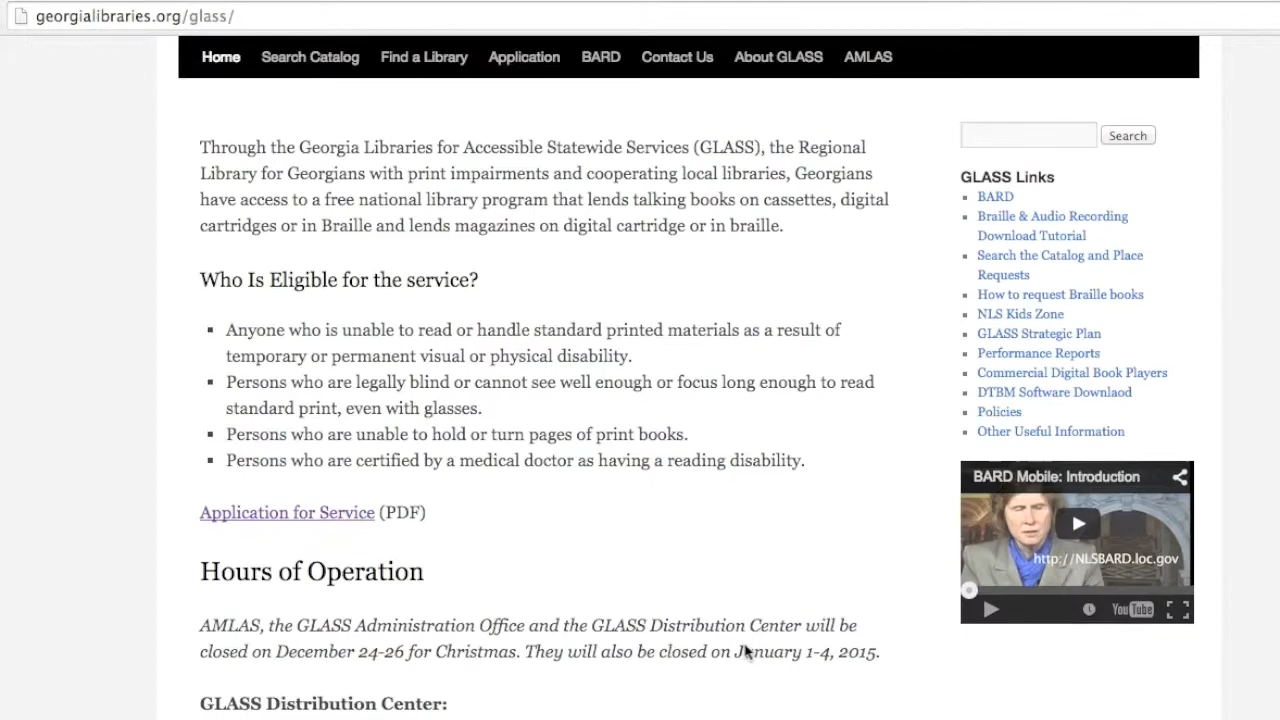 georgialibraries.org/glass/
Home Search Catalog Find a Library Application BARD Contact Us About GLASS AMLAS
Through the Georgia Libraries for Accessible Statewide Services (GLASS), the Regional
Library for Georgians with print impairments and cooperating local libraries, Georgians
have access to a free national library program that lends talking books on cassettes, digital
cartridges or in Braille and lends magazines on digital cartridge or in braille.
Who Is Eligible for the service?
Anyone who is unable to read or handle standard printed materials as a result of
temporary or permanent visual or physical disability.
Persons who are legally blind or cannot see well enough or focus long enough to read
standard print, even with glasses.
Persons who are unable to hold or turn pages of print books.
Persons who are certified by a medical doctor as having a reading disability.
Application for Service (PDF)
Hours of Operation
AMLAS, the GLASS Administration Office and the GLASS Distribution Center will be
closed on December 24-26 for Christmas. They will also be closed on January 1-4, 2015.
GLASS Distribution Center:
Search
GLASS Links
BARD
Braille & Audio Recording
Download Tutorial
Search the Catalog and Place
Requests
How to request Braille books
NLS Kids Zone
GLASS Strategic Plan
Performance Reports
Commercial Digital Book Players
DTBM Software Downlaod
Policies
Other Useful Information
BARD Mobile: Introduction
http://NLSBARD.loc.gov
YouTube